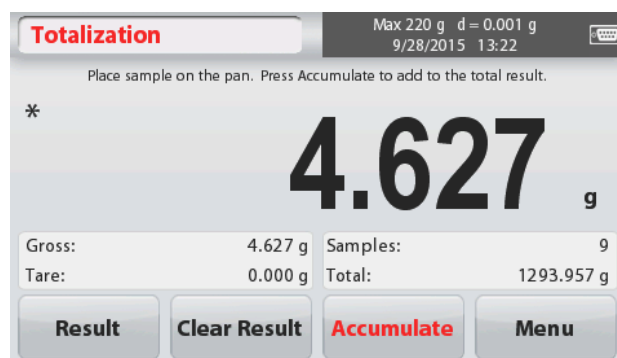 Totalization
Max 220 g d = 0.001 g
9/28/2015 13:22
Place sample on the pan. Press Accumulate to add to the total result.
*
4.627 g
Gross: 4.627 g Samples: 9
Tare: 0.000 g Total: 1293.957 g
Result Clear Result Accumulate Menu